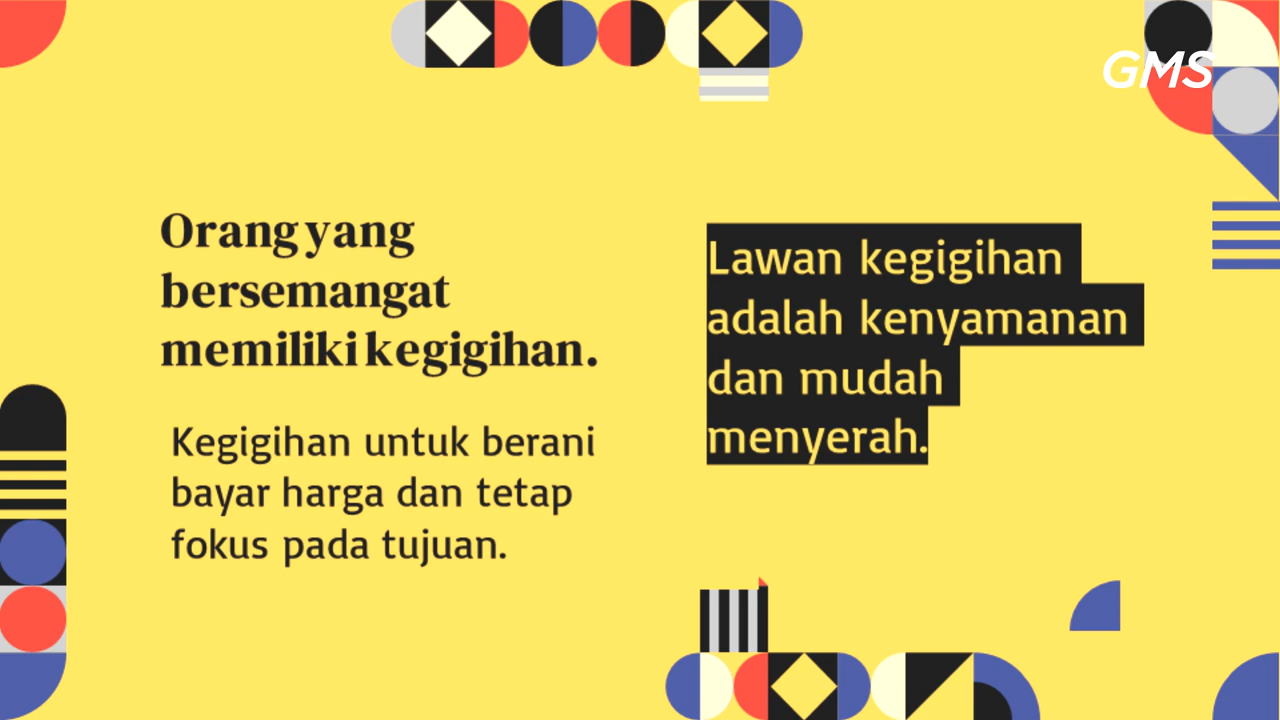 GMS
Orang yang
bersemangat
memiliki kegigihan.
Kegigihan untuk berani
bayar harga dan tetap
fokus pada tujuan.
Lawan kegigihan
adalah kenyamanan
dan mudah
menyerah.